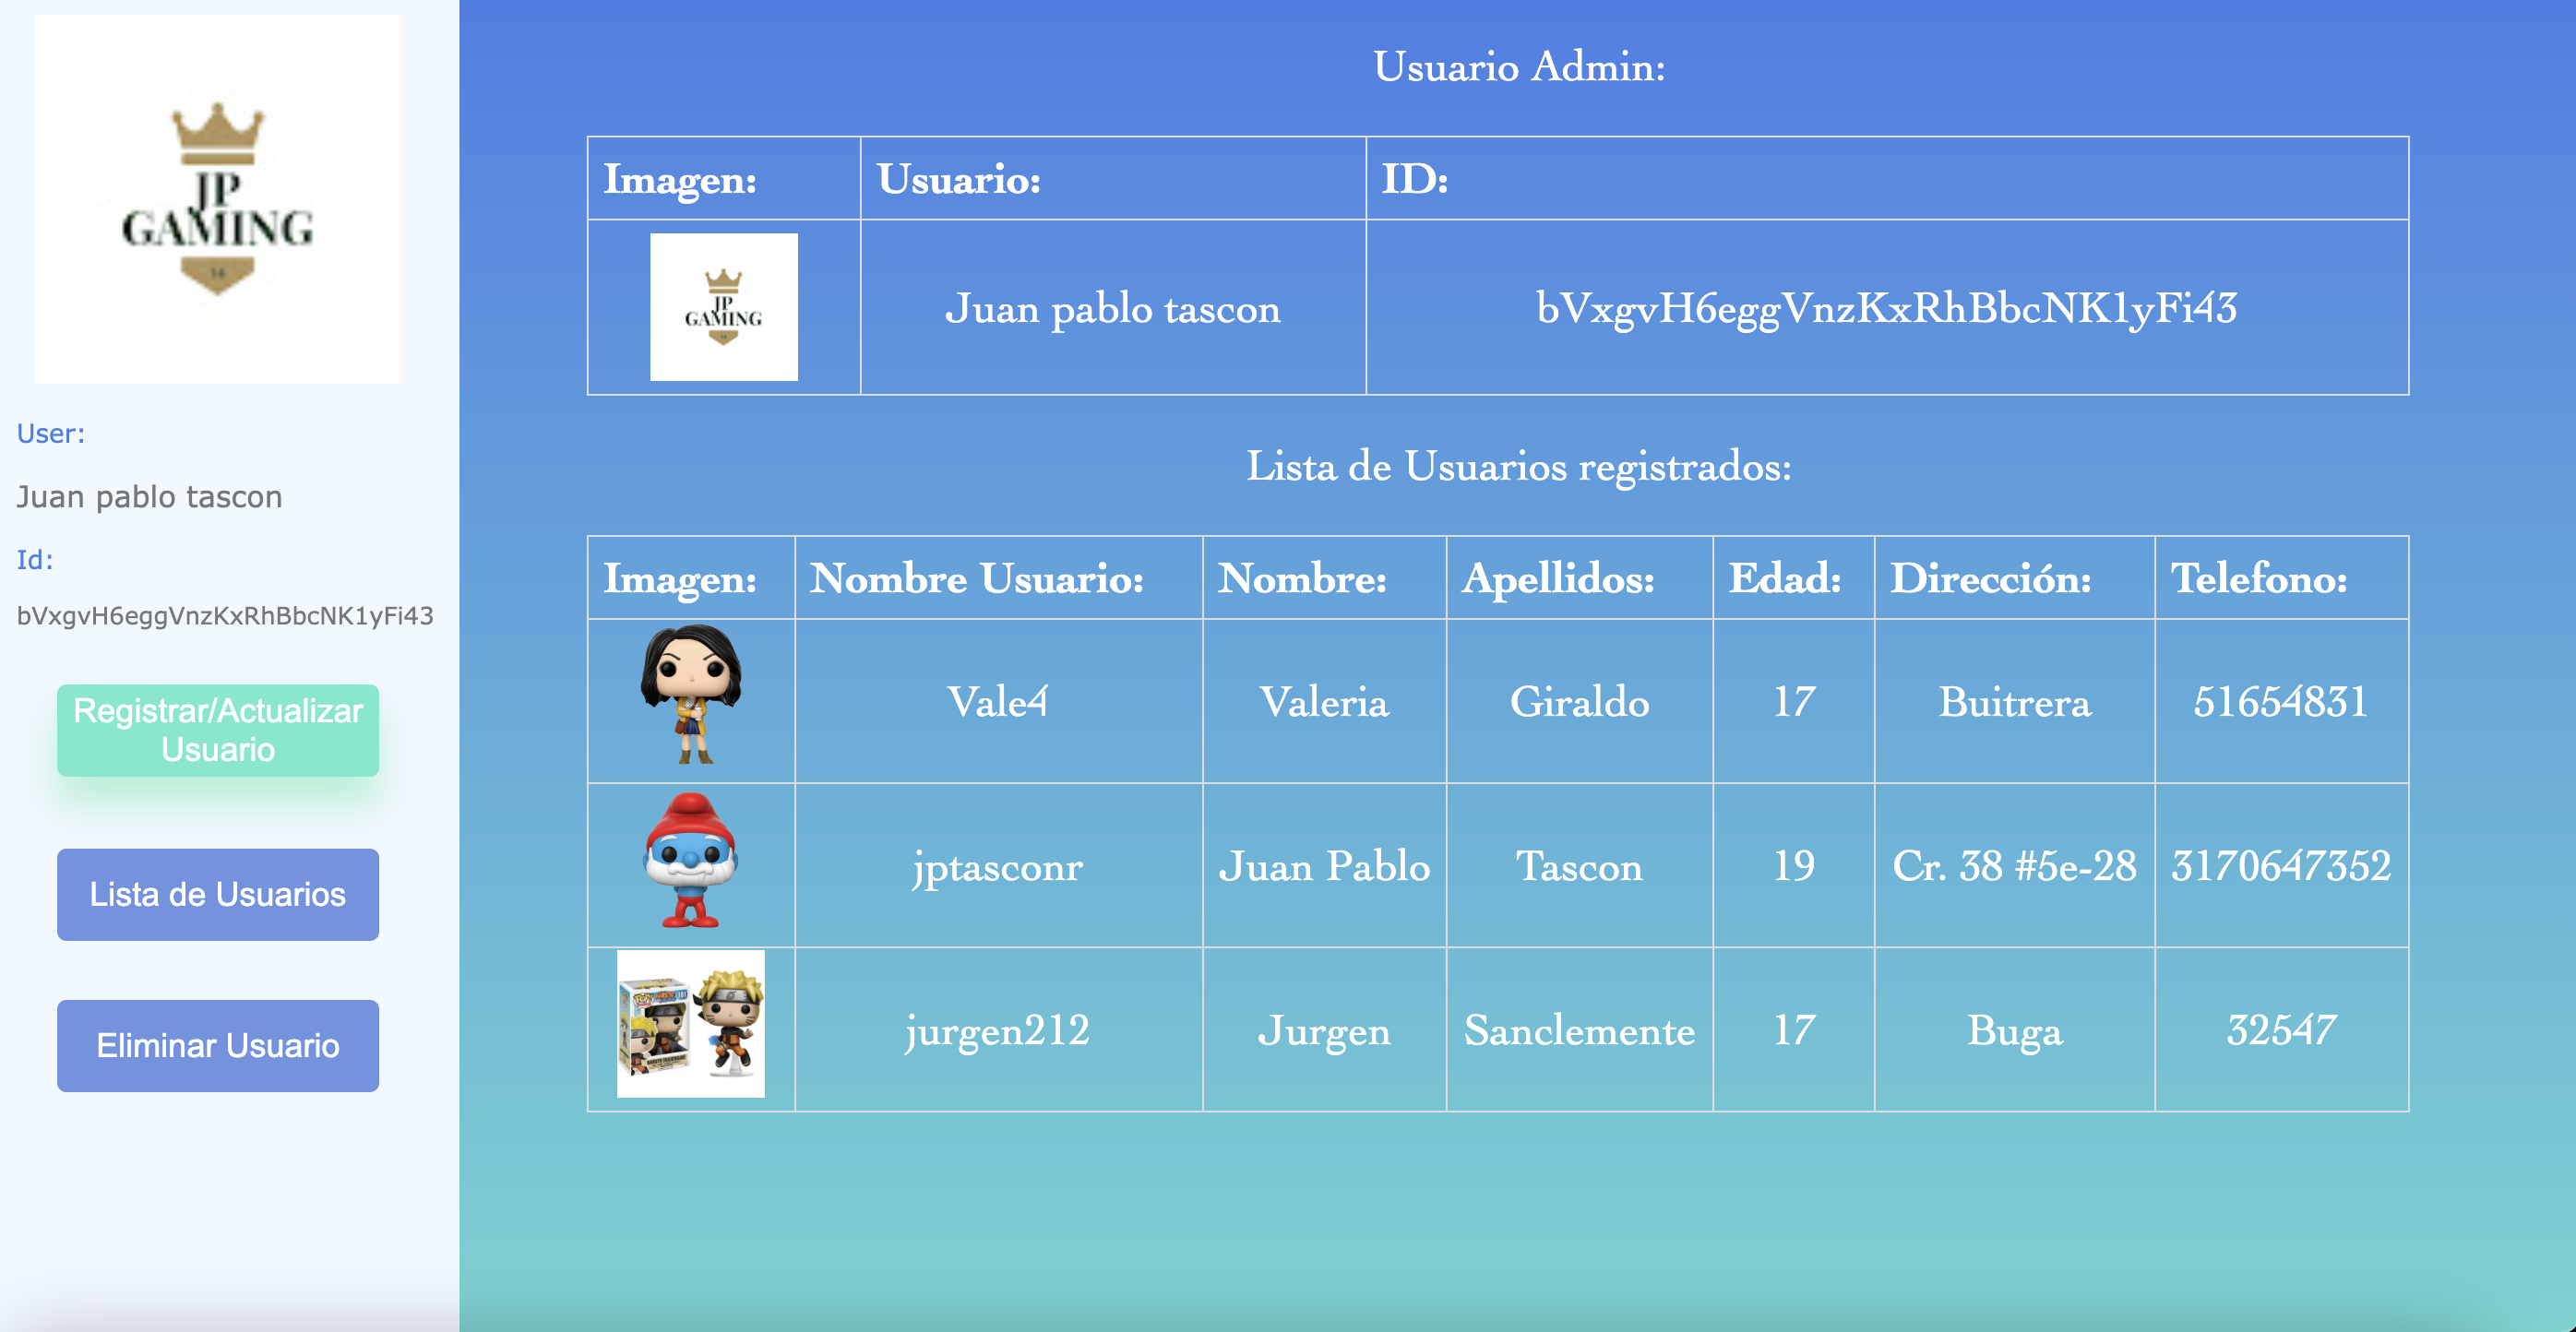 JP
GAMING
14
User:
Juan pablo tascon
Id:
bVxgvH6eggVnzKxRhBbcNK1yFi43
Registrar/Actualizar
Usuario
Lista de Usuarios
Eliminar Usuario
Usuario Admin:
Imagen: Usuario: ID:
JP
GAMING
Juan pablo tascon bVxgvH6eggVnzKxRhBbcNK1yFi43
Lista de Usuarios registrados:
Imagen: Nombre Usuario: Nombre: Apellidos: Edad: Dirección: Telefono:
Vale4 Valeria Giraldo 17 Buitrera 51654831
jptasconr Juan Pablo Tascon 19 Cr. 38 #5e-28 3170647352
jurgen212 Jurgen Sanclemente 17 Buga 32547